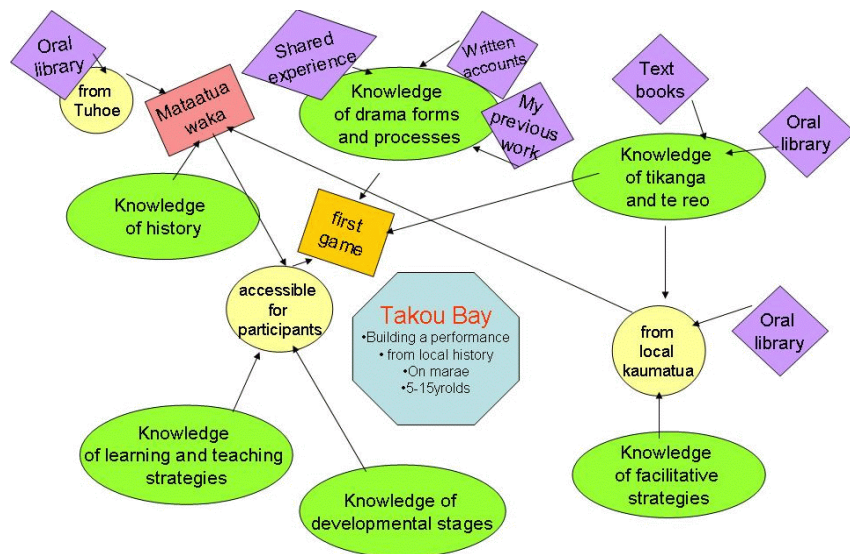 Oral
library
from
Tuhoe
Mataatua
waka
Shared
experience
Written
accounts
Knowledge
of drama forms
and processes
My
previous
work
Text
books
Oral
library
Knowledge
of tikanga
and te reo
Knowledge
of history
first
game
accessible
for
participants
Takou Bay
•Building a performance
• from local history
•On marae
•5-15yrolds
from
local
kaumatua
Oral
library
Knowledge
of learning and teaching
strategies
Knowledge of
developmental stages
Knowledge
of facilitative
strategies